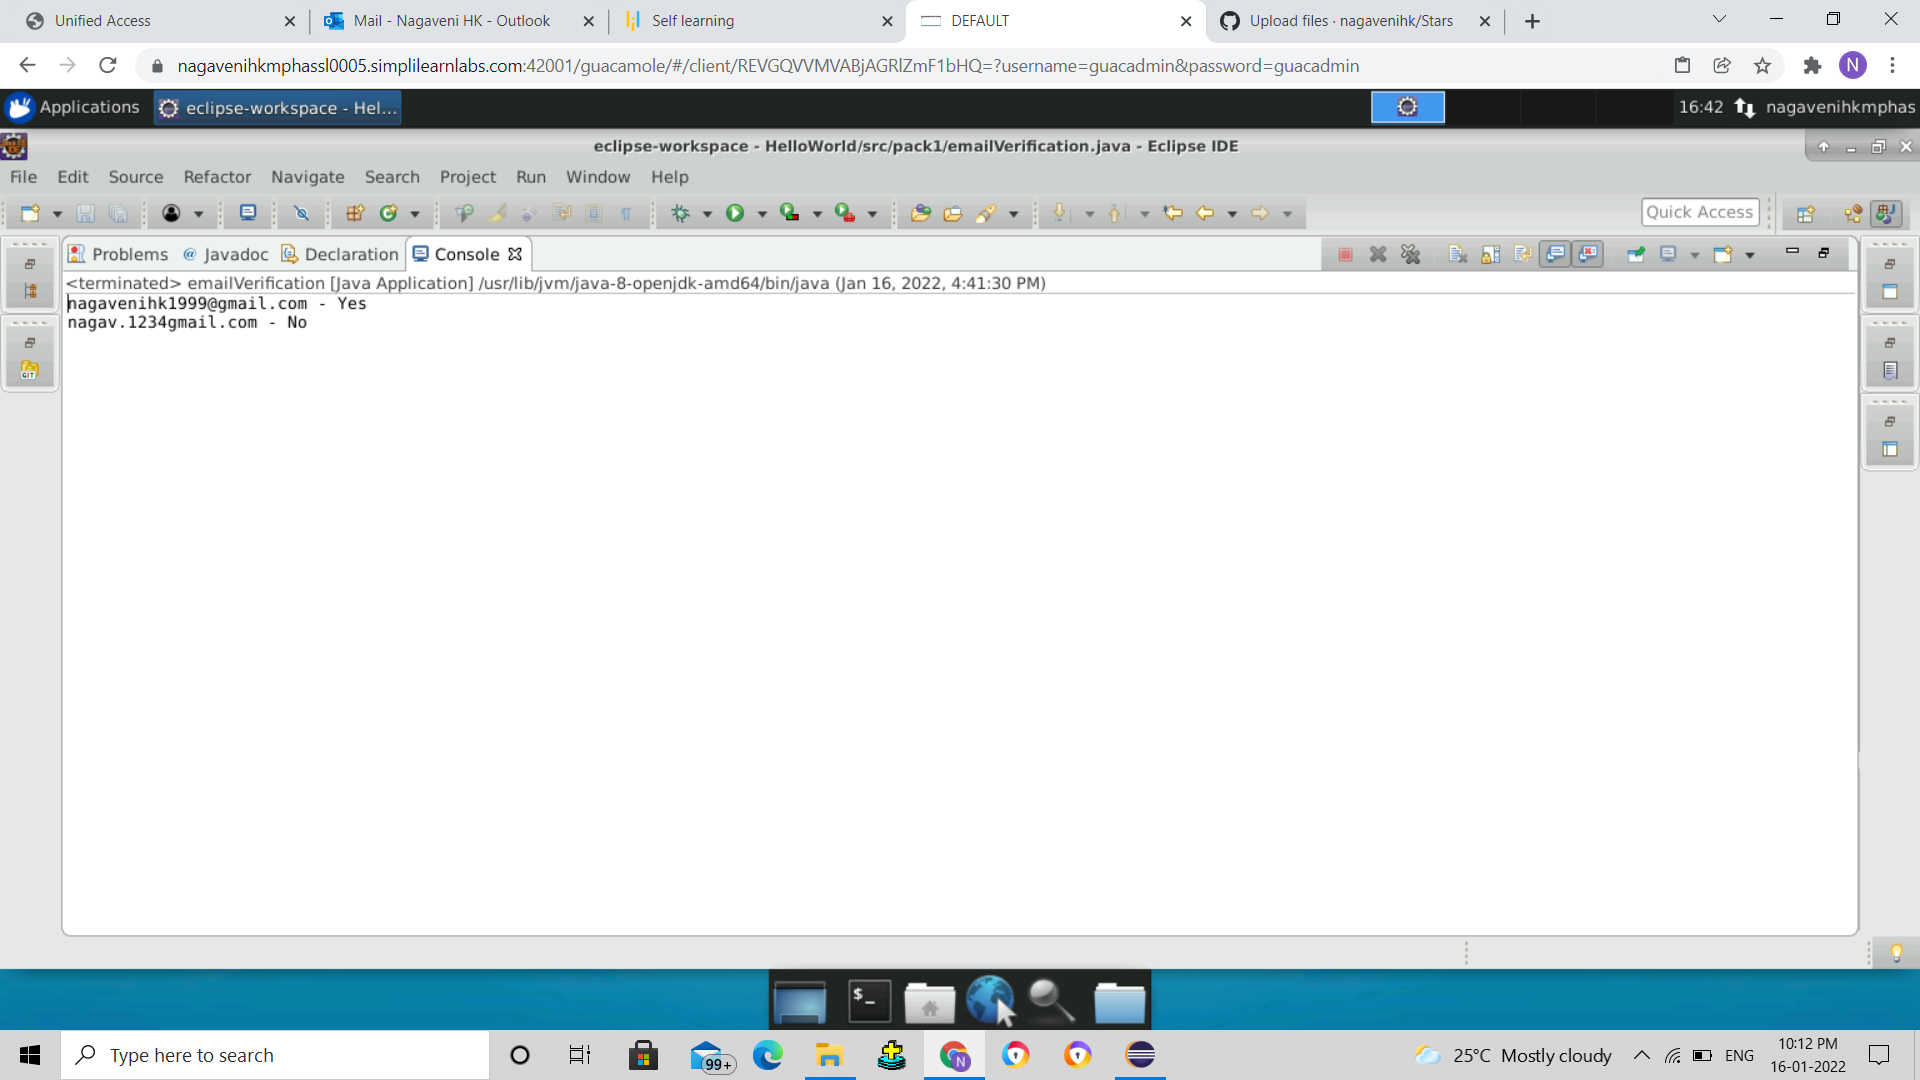 Unified Access
Mail - Nagaveni HK - Outlook
Self learning
DEFAULT
Upload files · nagavenihk/Stars
nagavenihkmphassl0005.simplilearnlabs.com:42001/guacamole/#/client/REVGQVVMVABjAGRlZmF1bHQ=?username=guacadmin&password=guacadmin
N
Applications
eclipse-workspace - Hel...
16:42
nagavenihkmphas
eclipse-workspace - HelloWorld/src/pack1/emailVerification.java - Eclipse IDE
File Edit Source Refactor Navigate Search Project Run Window Help
Quick Access
Problems @ Javadoc Declaration Console
<terminated> emailVerification [Java Application] /usr/lib/jvm/java-8-openjdk-amd64/bin/java (Jan 16, 2022, 4:41:30 PM)
nagavenihk1999@gmail.com - Yes
nagav.1234gmail.com - No
GIT
$_
Type here to search
99+
N
25°C Mostly cloudy
ENG
10:12 PM
16-01-2022